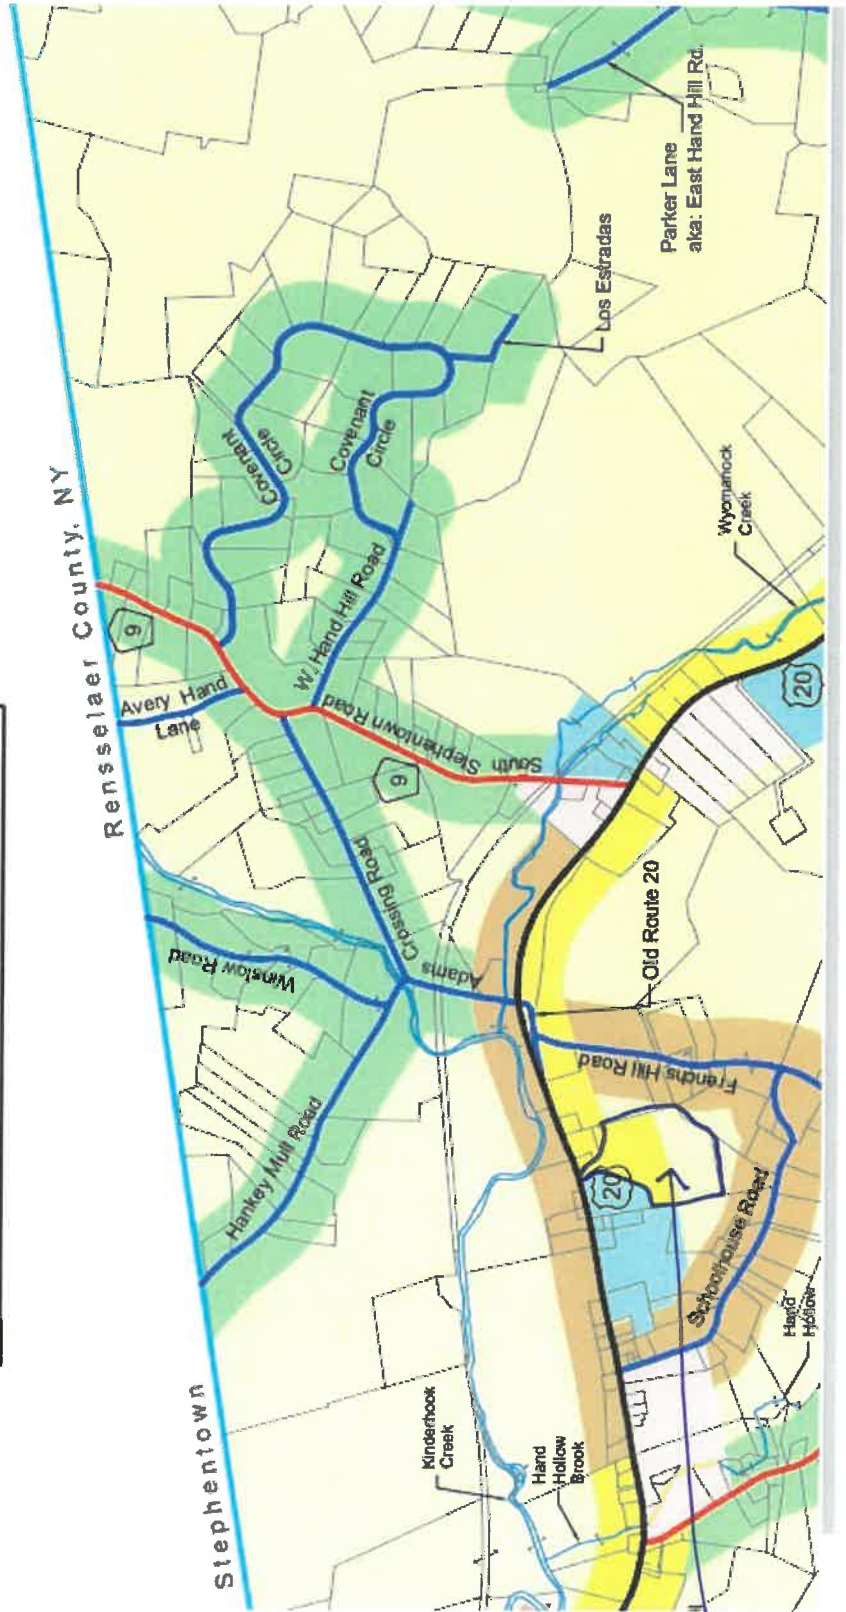 Rensselaer County, NY
Stephentown
9
Avery Hand
Lane
Covenant
Circle
Covenant
Circle
W. Hand Hill Road
Los Estradas
Parker Lane
aka: East Hand Hill Rd.
South Stephentown Road
9
Wyomanock
Creek
20
Winslow Road
Adams Crossing Road
Hankey Mull Road
Old Route 20
Frenchs Hill Road
20
Schoolhouse Road
Kinderhook
Creek
Hand
Hollow
Brook
Hand
Hollow